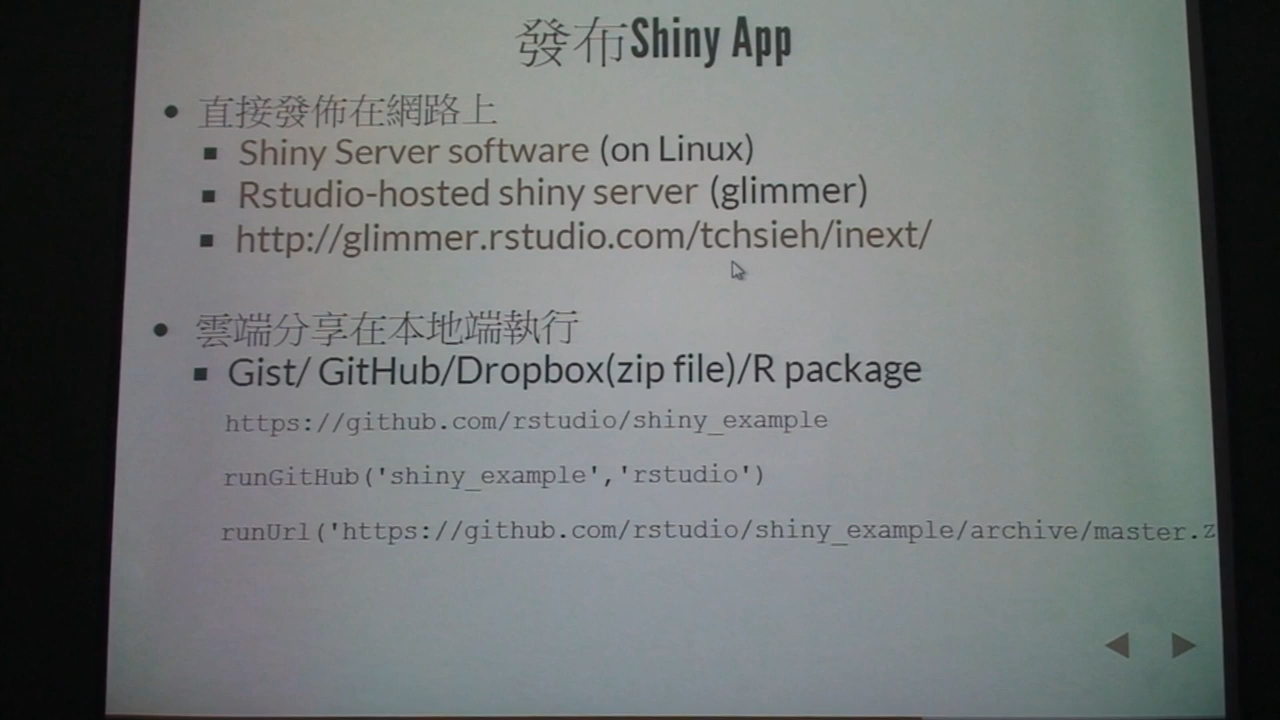 發布Shiny App
• 直接發佈在網路上
▪ Shiny Server software (on Linux)
▪ Rstudio-hosted shiny server (glimmer)
▪ http://glimmer.rstudio.com/tchsieh/inext/
• 雲端分享在本地端執行
▪ Gist/ GitHub/Dropbox(zip file)/R package
https://github.com/rstudio/shiny_example
runGitHub('shiny_example','rstudio')
runUrl('https://github.com/rstudio/shiny_example/archive/master.z